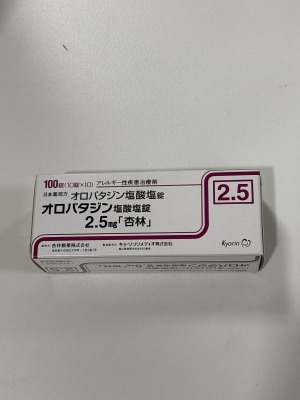 100錠(10錠×10) アレルギー性疾患治療剤
日本薬局方 オロパタジン塩酸塩錠
オロパタジン塩酸塩錠
2.5mg「杏林」
2.5
杏林製薬株式会社
キョーリンリメディオ株式会社
Kyorin